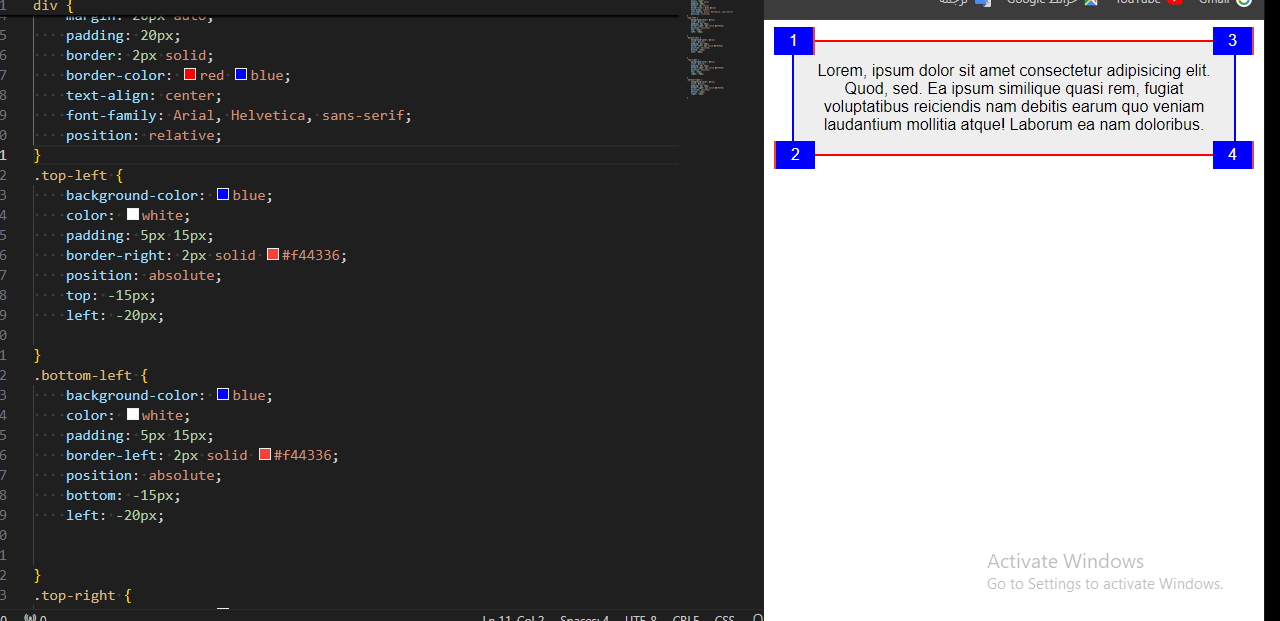 1 div {
4 margin: 20px auto;
5 padding: 20px;
6 border: 2px solid;
7 border-color: red blue;
8 text-align: center;
9 font-family: Arial, Helvetica, sans-serif;
0 position: relative;
1 }
2 .top-left {
3 background-color: blue;
4 color: white;
5 padding: 5px 15px;
6 border-right: 2px solid #f44336;
7 position: absolute;
8 top: -15px;
9 left: -20px;
0
1 }
2 .bottom-left {
3 background-color: blue;
4 color: white;
5 padding: 5px 15px;
6 border-left: 2px solid #f44336;
7 position: absolute;
8 bottom: -15px;
9 left: -20px;
0
1
2 }
3 .top-right {
0 Ln 11, Col 2 Spaces: 4 UTF-8 CRLF CSS
ترجمة خرائط Google YouTube Gmail
1 3
Lorem, ipsum dolor sit amet consectetur adipisicing elit.
Quod, sed. Ea ipsum similique quasi rem, fugiat
voluptatibus reiciendis nam debitis earum quo veniam
laudantium mollitia atque! Laborum ea nam doloribus.
2 4
Activate Windows
Go to Settings to activate Windows.